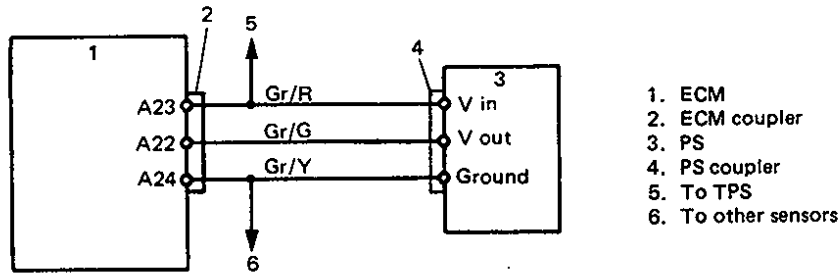 2
5
1
4
3
A23
Gr/R
V in
A22
Gr/G
V out
A24
Gr/Y
Ground
6
1. ECM
2. ECM coupler
3. PS
4. PS coupler
5. To TPS
6. To other sensors